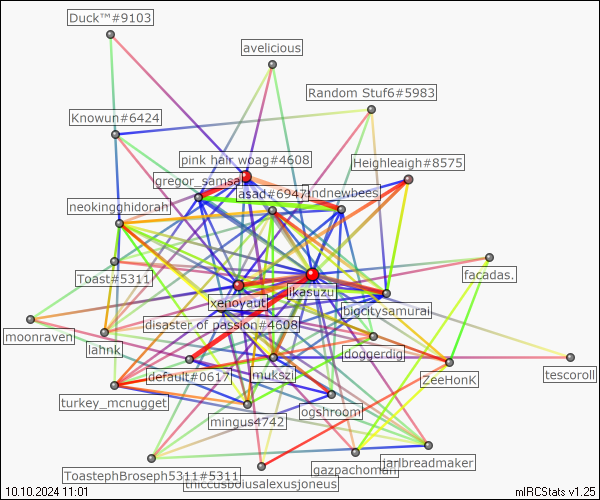 Duck™#9103
avelicious
Random Stuf6#5983
Knowun#6424
pink hair woag#4608
Heighleaigh#8575
gregor_samsa
asad#6947
indnewbees
neokingghidorah
Toast#5311
facadas.
ikasuzu
xenoyaut
bigcitysamurai
moonraven
disaster of passion#4608
lahnk
doggerdig
tescoroll
default#0617
mukszi
ZeeHonK
turkey_mcnugget
ogshroom
mingus4742
jarlbreadmaker
gazpachoman
ToastephBroseph5311#5311
thiccusboiusalexusjoneus
10.10.2024 11:01
mIRCStats v1.25